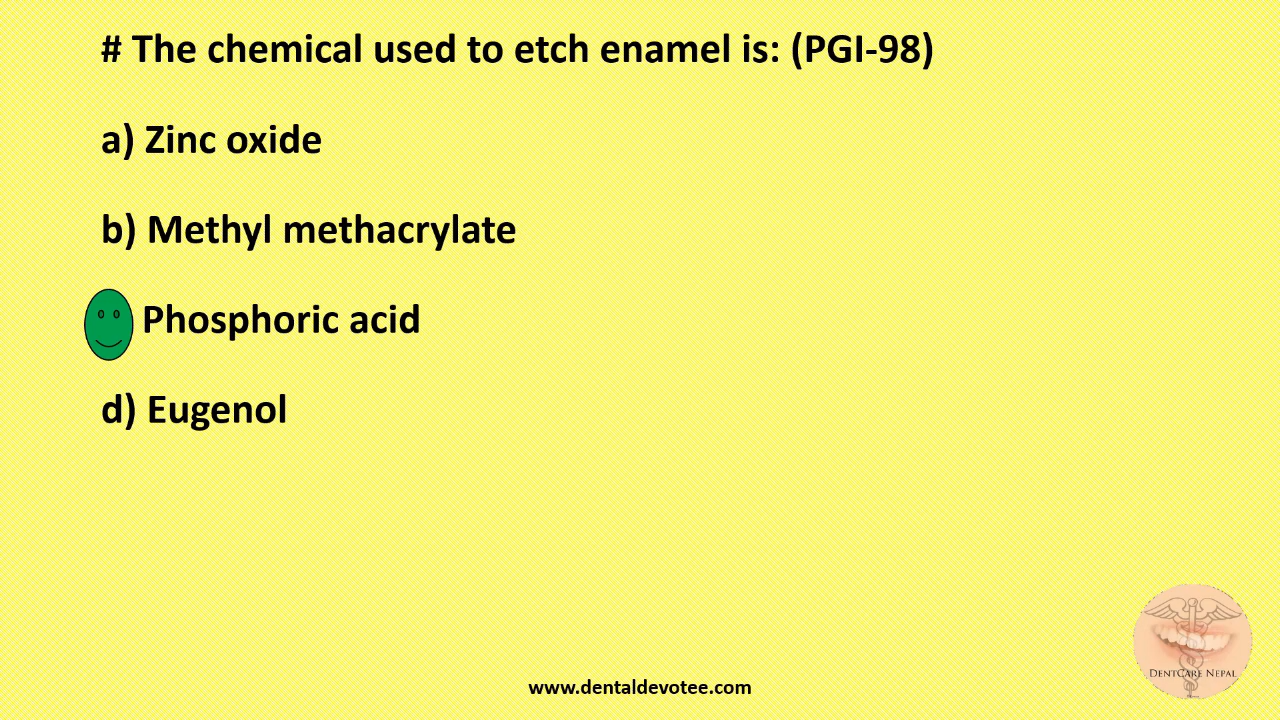 # The chemical used to etch enamel is: (PGI-98)
a) Zinc oxide
b) Methyl methacrylate
Phosphoric acid
d) Eugenol
DentCare Nepal
www.dentaldevotee.com